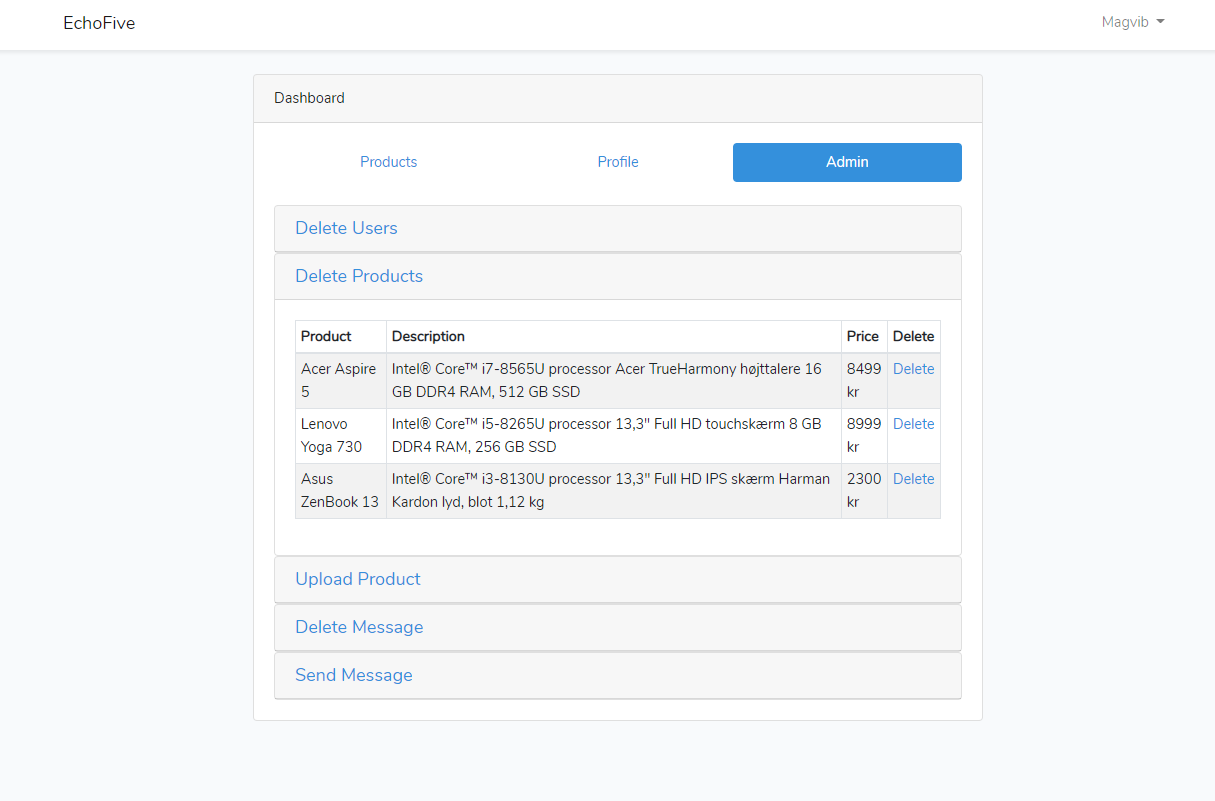 EchoFive
Magvib
Dashboard
Products
Profile
Admin
Delete Users
Delete Products
Product
Description
Price
Delete
Acer Aspire
5
Intel® Core™ i7-8565U processor Acer TrueHarmony højttalere 16
GB DDR4 RAM, 512 GB SSD
8499
kr
Delete
Lenovo
Yoga 730
Intel® Core™ i5-8265U processor 13,3" Full HD touchskærm 8 GB
DDR4 RAM, 256 GB SSD
8999
kr
Delete
Asus
ZenBook 13
Intel® Core™ i3-8130U processor 13,3" Full HD IPS skærm Harman
Kardon lyd, blot 1,12 kg
2300
kr
Delete
Upload Product
Delete Message
Send Message